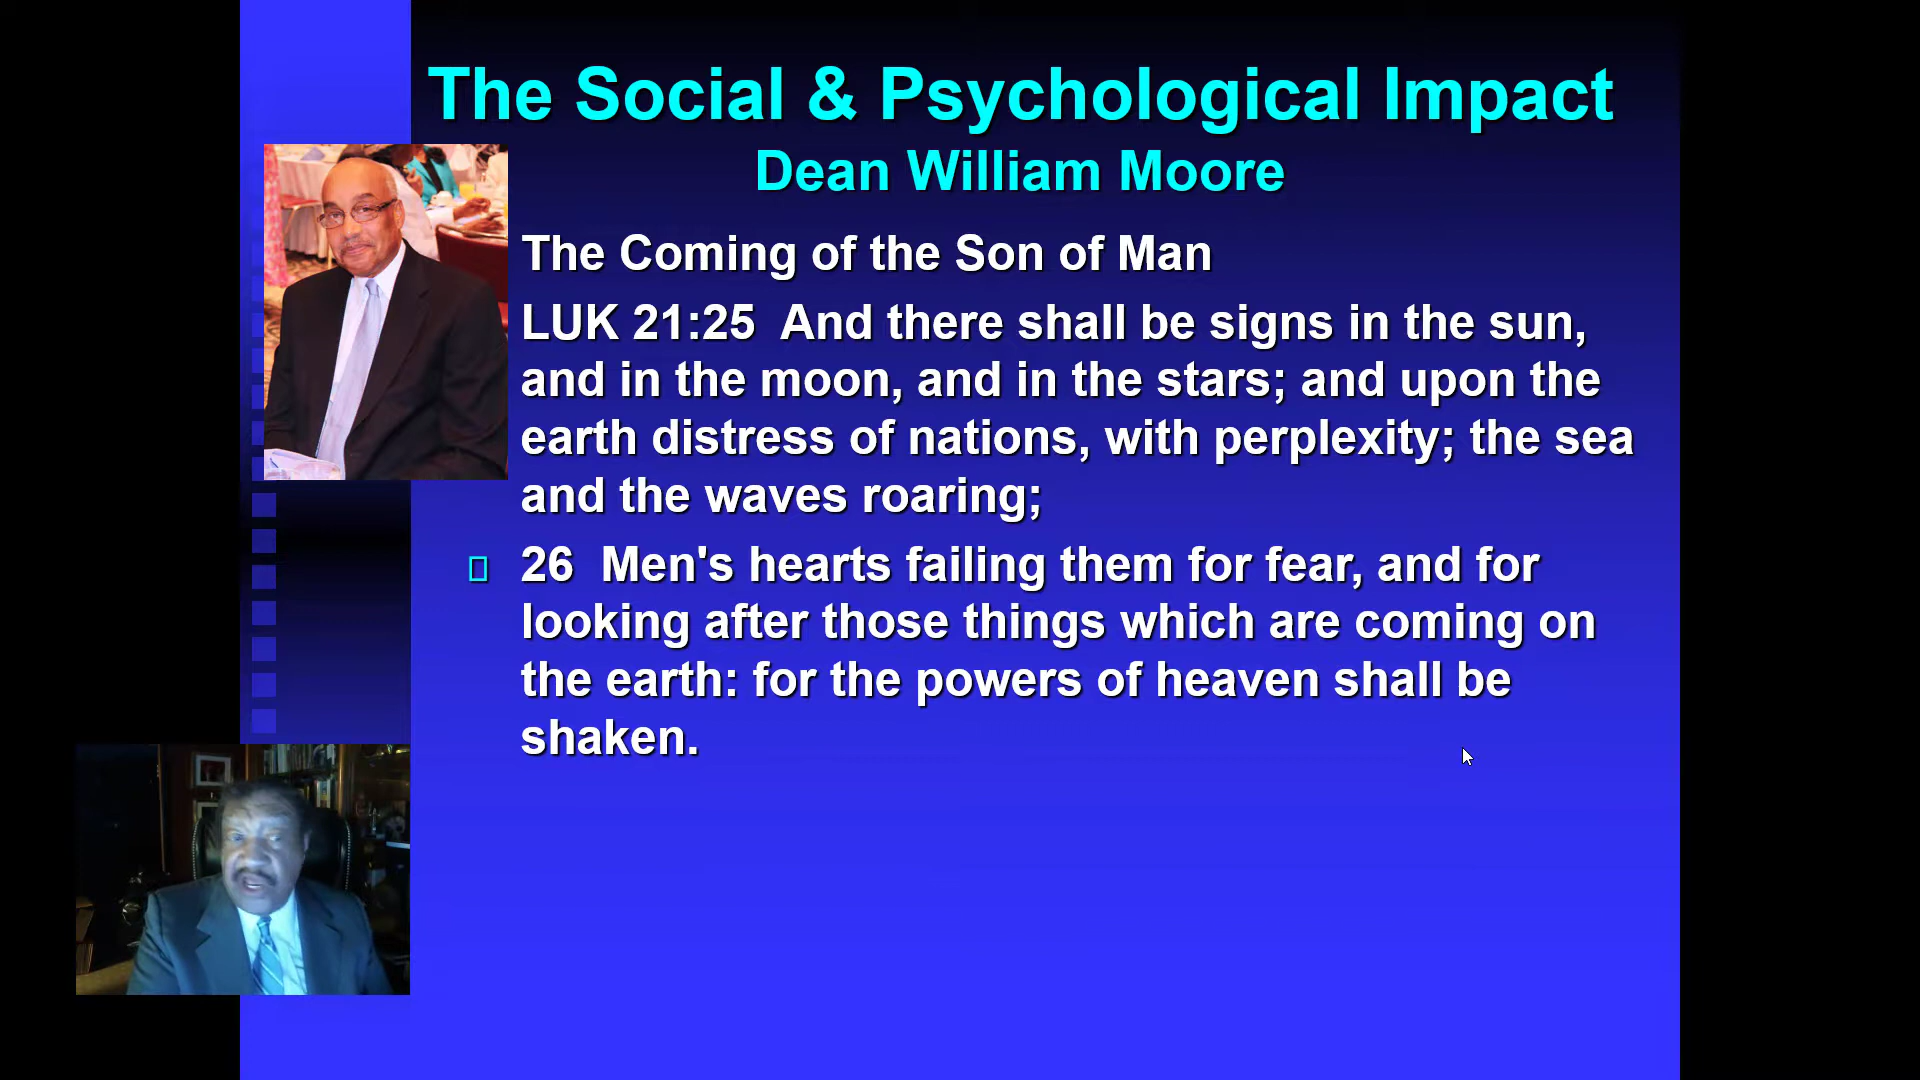 The Social & Psychological Impact
Dean William Moore
The Coming of the Son of Man
LUK 21:25  And there shall be signs in the sun,
and in the moon, and in the stars; and upon the
earth distress of nations, with perplexity; the sea
and the waves roaring;
26  Men's hearts failing them for fear, and for
looking after those things which are coming on
the earth: for the powers of heaven shall be
shaken.